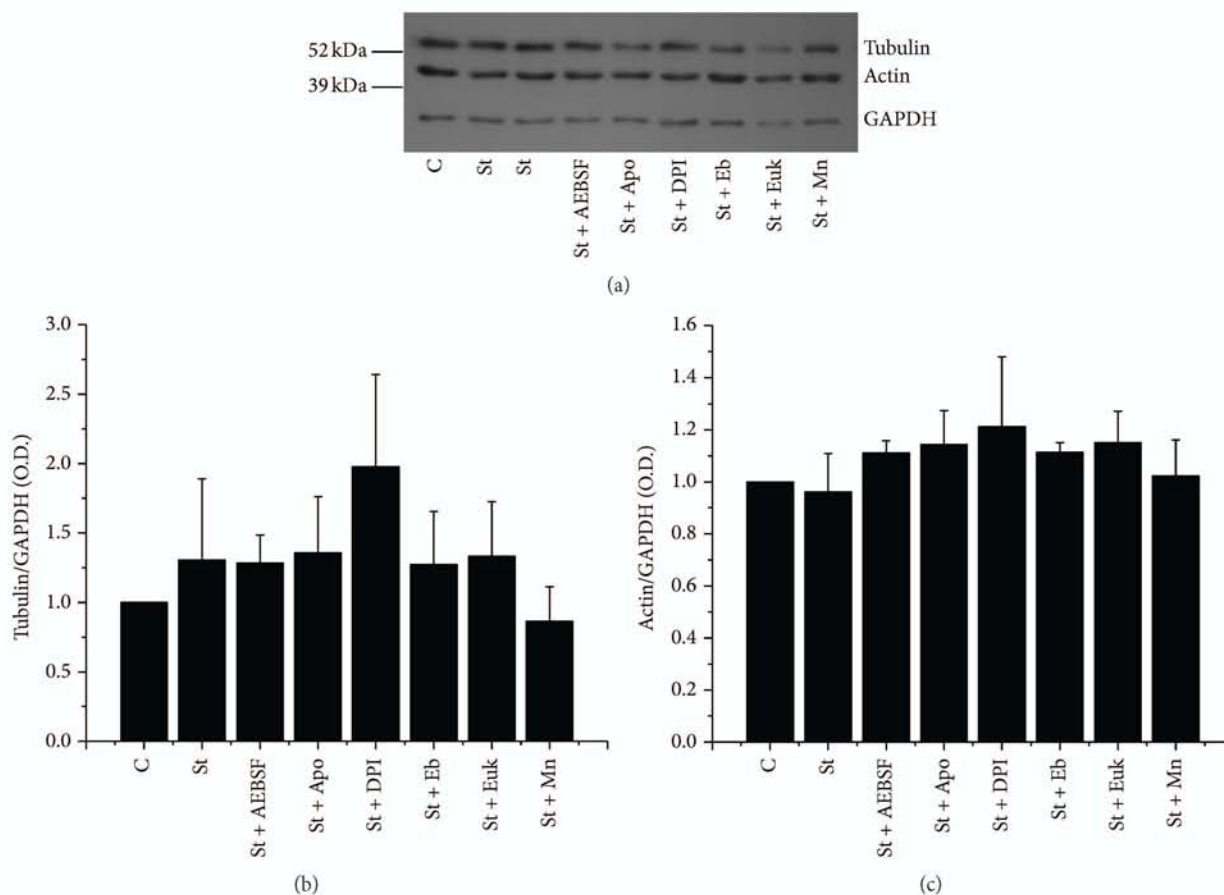 52 kDa
39 kDa
Tubulin
Actin
GAPDH
C
St
St
St + AEBSF
St + Apo
St + DPI
St + Eb
St + Euk
St + Mn
(a)
Tubulin/GAPDH (O.D.)
3.0
2.5
2.0
1.5
1.0
0.5
0.0
C
St
St + AEBSF
St + Apo
St + DPI
St + Eb
St + Euk
St + Mn
(b)
Actin/GAPDH (O.D.)
1.6
1.4
1.2
1.0
0.8
0.6
0.4
0.2
0.0
C
St
St + AEBSF
St + Apo
St + DPI
St + Eb
St + Euk
St + Mn
(c)